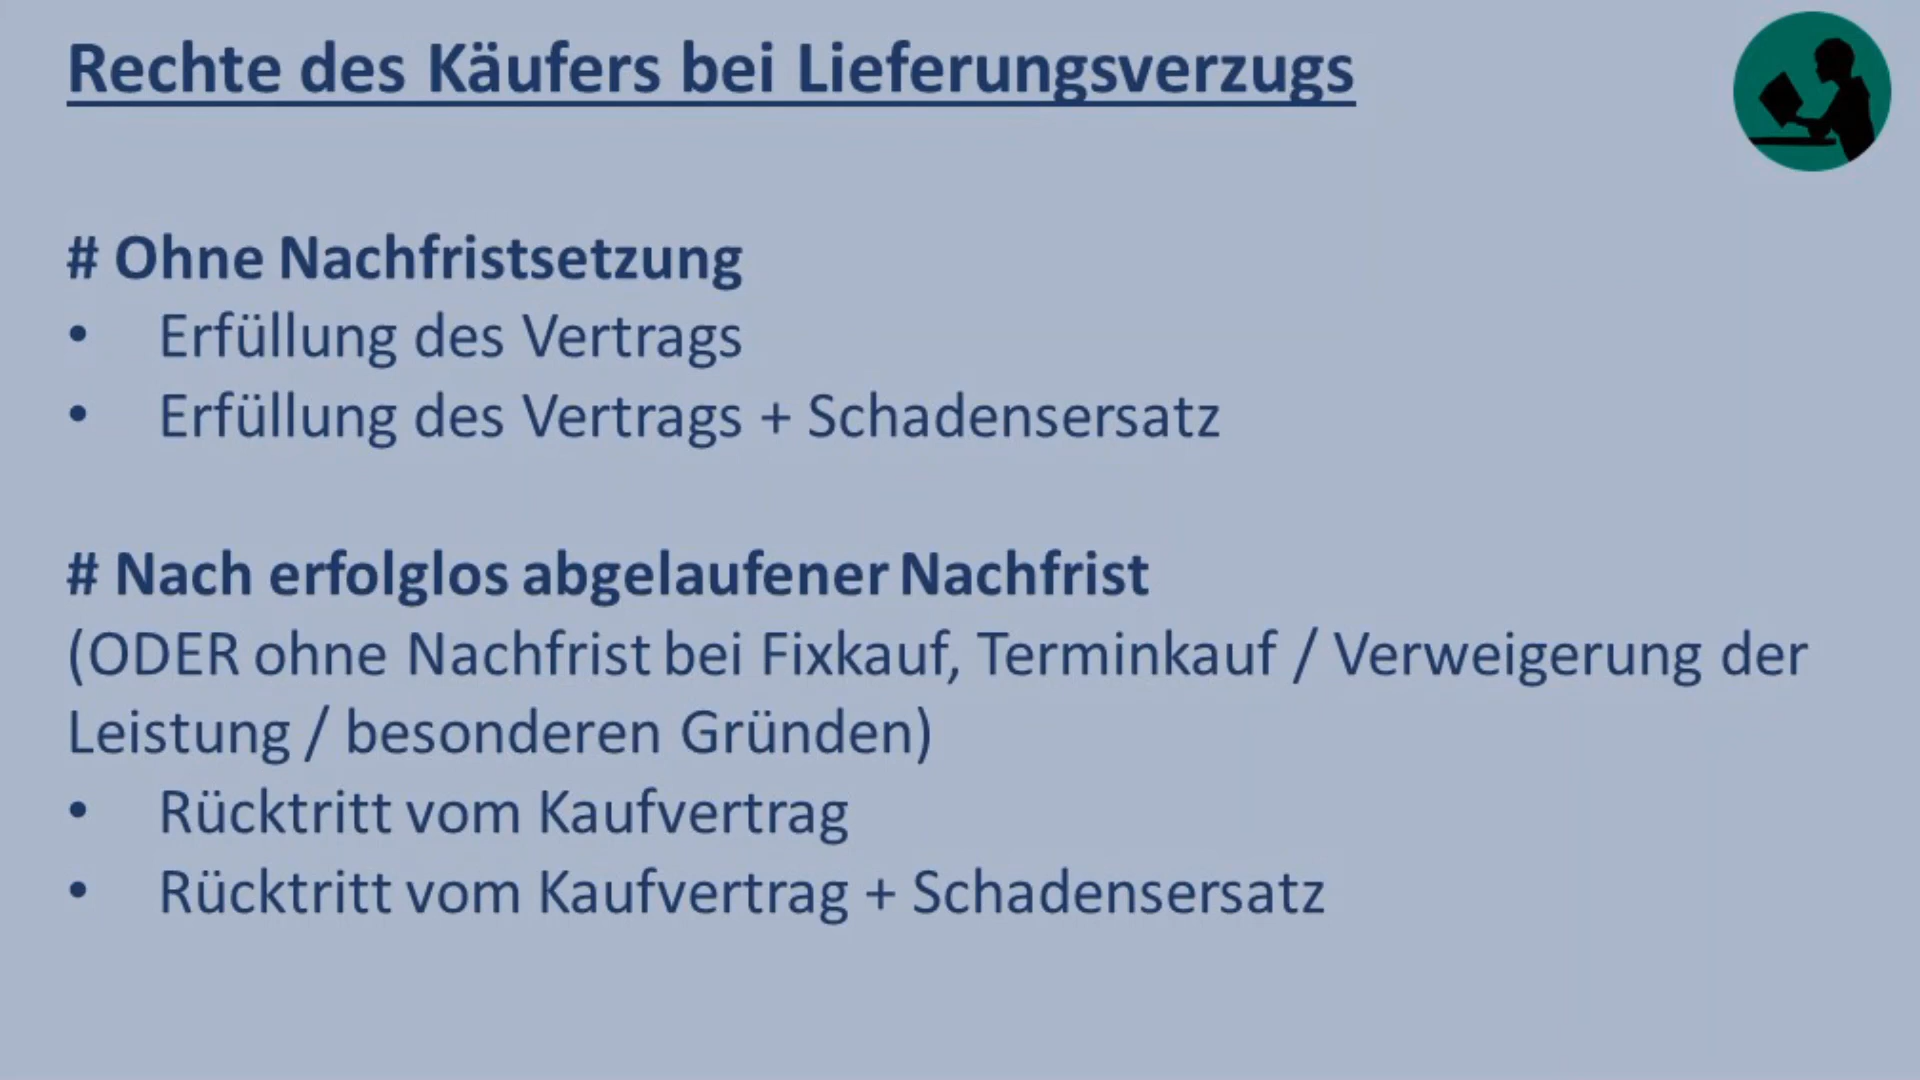 Rechte des Käufers bei Lieferungsverzugs
# Ohne Nachfristsetzung
• Erfüllung des Vertrags
• Erfüllung des Vertrags + Schadensersatz
# Nach erfolglos abgelaufener Nachfrist
(ODER ohne Nachfrist bei Fixkauf, Terminkauf / Verweigerung der
Leistung / besonderen Gründen)
• Rücktritt vom Kaufvertrag
• Rücktritt vom Kaufvertrag + Schadensersatz